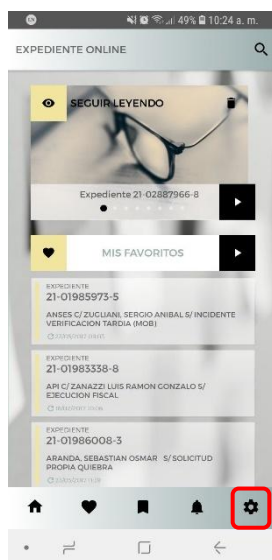 49% 10:24 a. m.
EXPEDIENTE ONLINE
SEGUIR LEYENDO
Expediente 21-02887966-8
MIS FAVORITOS
EXPEDIENTE
21-01985973-5
ANSES C/ ZUCLIANI, SERGIO ANIBAL S/ INCIDENTE
VERIFICACION TARDIA (MOB)
EXPEDIENTE
21-01983338-8
API C/ ZANAZZI LUIS RAMON GONZALO S/
EJECUCION FISCAL
EXPEDIENTE
21-01986008-3
ARANDA, SEBASTIAN OSMAR S/ SOLICITUD
PROPIA QUIEBRA